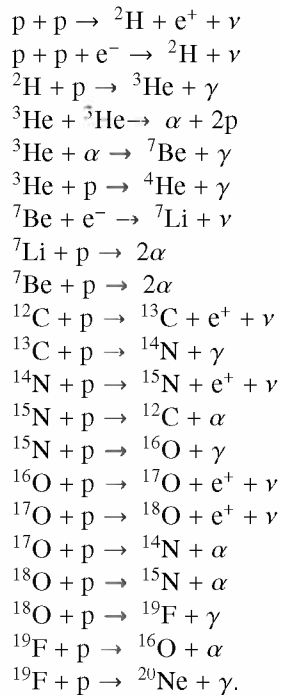 p + p → ²H + e⁺ + ν
p + p + e⁻ → ²H + ν
²H + p → ³He + γ
³He + ³He→ α + 2p
³He + α → ⁷Be + γ
³He + p → ⁴He + γ
⁷Be + e⁻ → ⁷Li + ν
⁷Li + p → 2α
⁷Be + p → 2α
¹²C + p → ¹³C + e⁺ + ν
¹³C + p → ¹⁴N + γ
¹⁴N + p → ¹⁵N + e⁺ + ν
¹⁵N + p → ¹²C + α
¹⁵N + p → ¹⁶O + γ
¹⁶O + p → ¹⁷O + e⁺ + ν
¹⁷O + p → ¹⁸O + e⁺ + ν
¹⁷O + p → ¹⁴N + α
¹⁸O + p → ¹⁵N + α
¹⁸O + p → ¹⁹F + γ
¹⁹F + p → ¹⁶O + α
¹⁹F + p → ²⁰Ne + γ.